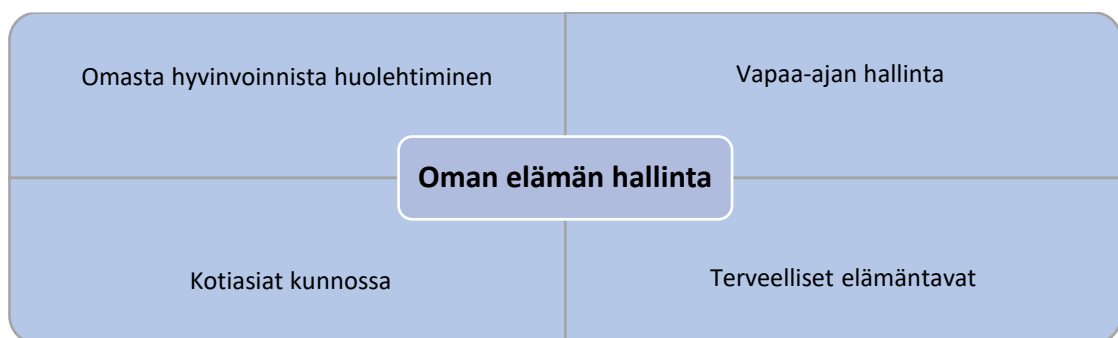 Omasta hyvinvoinnista huolehtiminen
Vapaa-ajan hallinta
Oman elämän hallinta
Kotiasiat kunnossa
Terveelliset elämäntavat